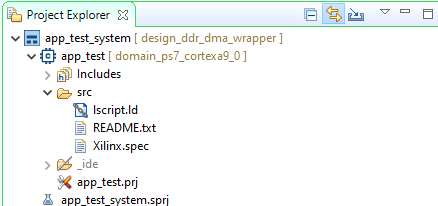 Project Explorer
app_test_system [ design_ddr_dma_wrapper ]
app_test [ domain_ps7_cortexa9_0 ]
Includes
src
lscript.ld
README.txt
Xilinx.spec
_ide
app_test.prj
app_test_system.sprj